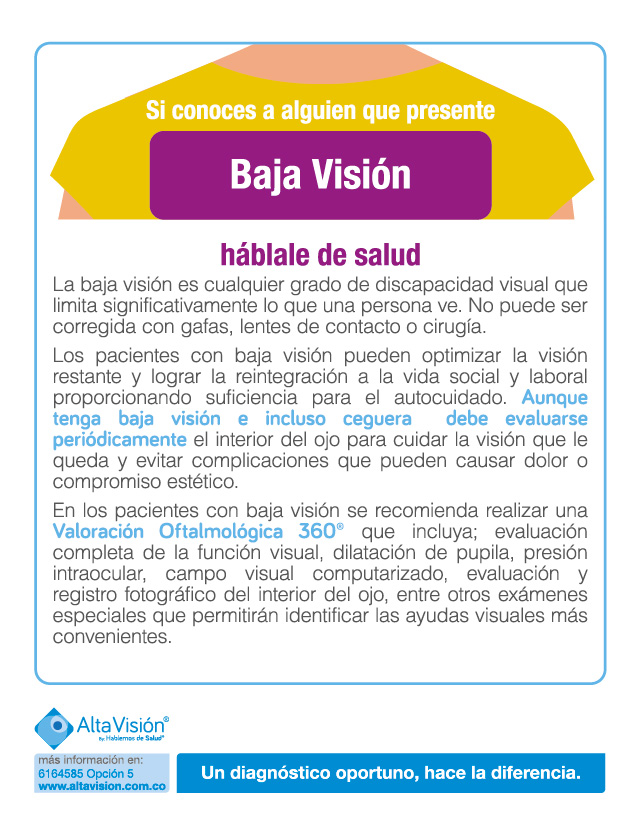 Si conoces a alguien que presente
Baja Visión
háblale de salud
La baja visión es cualquier grado de discapacidad visual que
limita significativamente lo que una persona ve. No puede ser
corregida con gafas, lentes de contacto o cirugía.
Los pacientes con baja visión pueden optimizar la visión
restante y lograr la reintegración a la vida social y laboral
proporcionando suficiencia para el autocuidado. Aunque
tenga baja visión e incluso ceguera debe evaluarse
periódicamente el interior del ojo para cuidar la visión que le
queda y evitar complicaciones que pueden causar dolor o
compromiso estético.
En los pacientes con baja visión se recomienda realizar una
Valoración Oftalmológica 360® que incluya; evaluación
completa de la función visual, dilatación de pupila, presión
intraocular, campo visual computarizado, evaluación y
registro fotográfico del interior del ojo, entre otros exámenes
especiales que permitirán identificar las ayudas visuales más
convenientes.
AltaVisión®
By: Hablemos de Salud®
más información en:
6164585 Opción 5
www.altavision.com.co
Un diagnóstico oportuno, hace la diferencia.